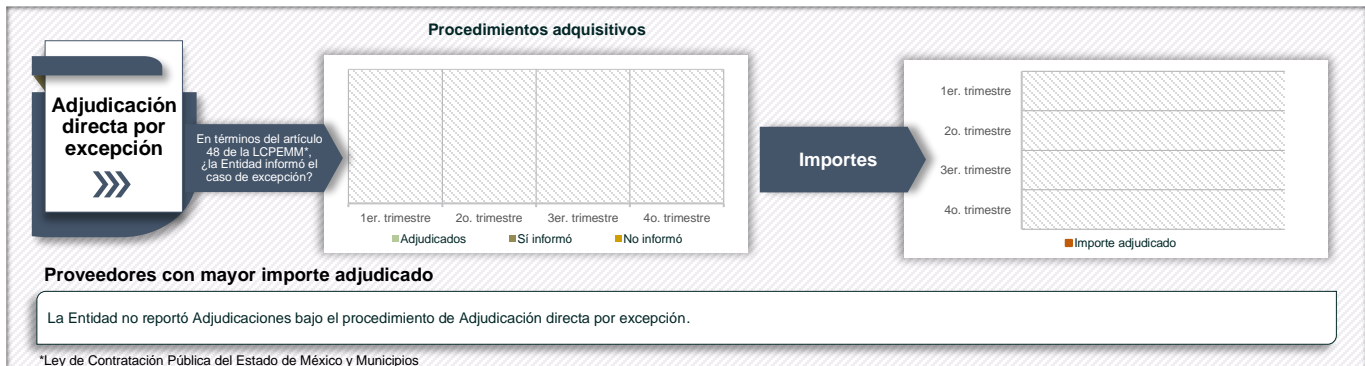 Procedimientos adquisitivos
Adjudicación
directa por
excepción
En términos del artículo
48 de la LCPEMM*,
¿la Entidad informó el
caso de excepción?
1er. trimestre 2o. trimestre 3er. trimestre 4o. trimestre
Adjudicados Sí informó No informó
Importes
1er. trimestre
2o. trimestre
3er. trimestre
4o. trimestre
Importe adjudicado
Proveedores con mayor importe adjudicado
La Entidad no reportó Adjudicaciones bajo el procedimiento de Adjudicación directa por excepción.
*Ley de Contratación Pública del Estado de México y Municipios